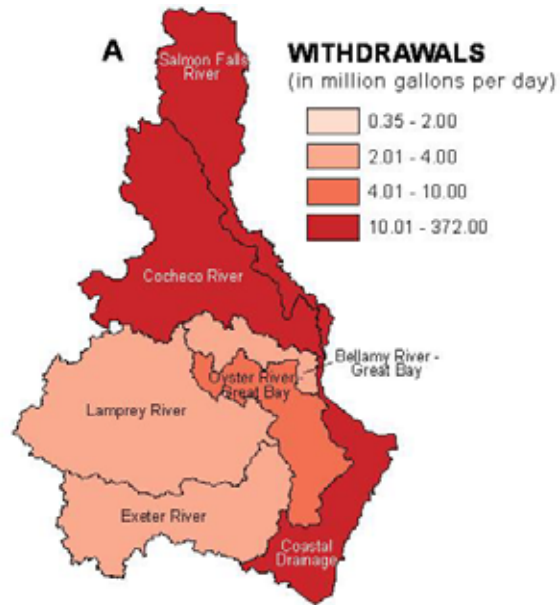 A
WITHDRAWALS
(in million gallons per day)
0.35 - 2.00
2.01 - 4.00
4.01 - 10.00
10.01 - 372.00
Salmon Falls
River
Cocheco River
Bellamy River -
Great Bay
Oyster River -
Great Bay
Lamprey River
Exeter River
Coastal
Drainage